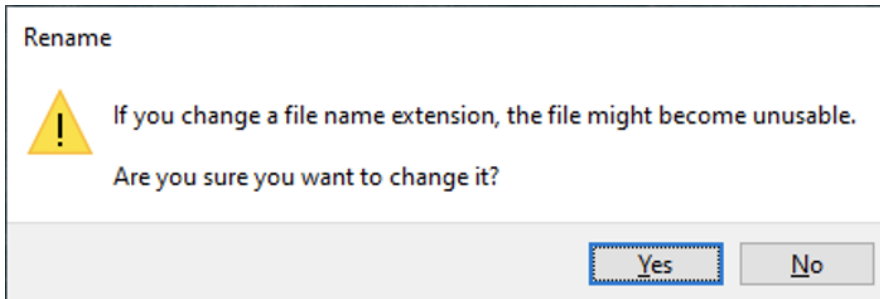 Rename
If you change a file name extension, the file might become unusable.
Are you sure you want to change it?
Yes
No